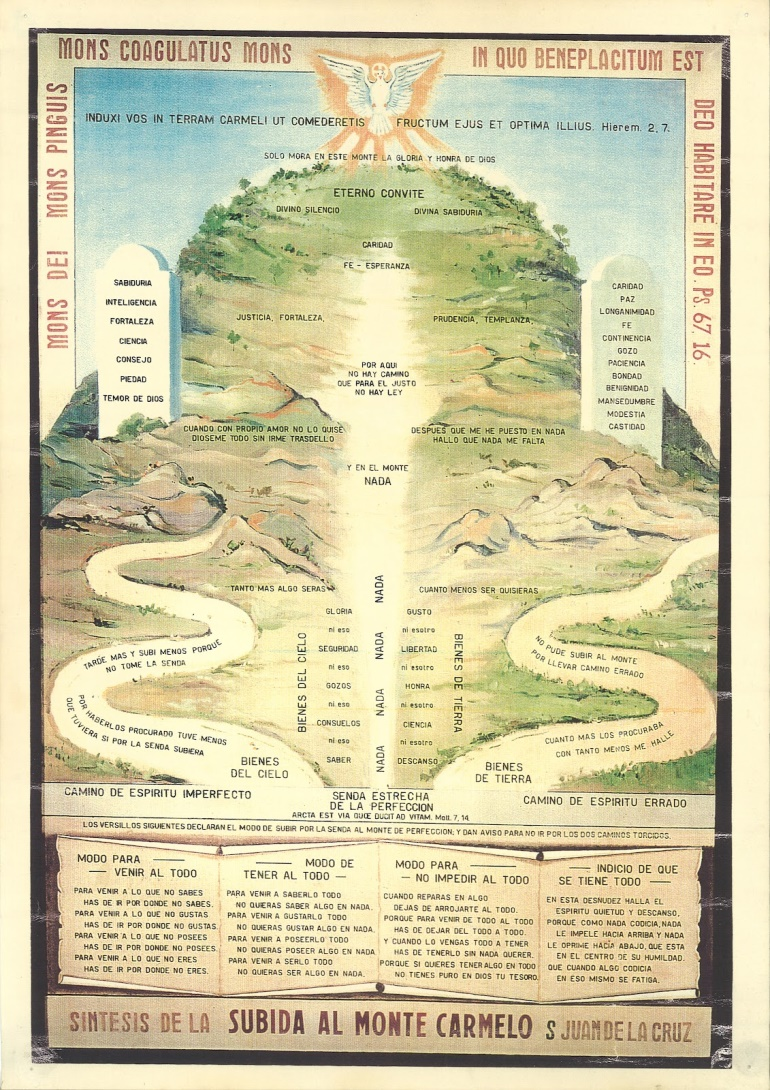 MONS COAGULATUS MONS
IN QUO BENEPLACITUM EST
MONS DEI MONS PINGUIS
DEO HABITARE IN EO. Ps. 67, 16.
INDUXI VOS IN TERRAM CARMELI UT COMEDERETIS FRUCTUM EJUS ET OPTIMA ILLIUS. Hierem. 2, 7.
SOLO MORA EN ESTE MONTE LA GLORIA Y HONRA DE DIOS
ETERNO CONVITE
DIVINO SILENCIO
DIVINA SABIDURIA
CARIDAD
FE - ESPERANZA
SABIDURIA
INTELIGENCIA
FORTALEZA
CIENCIA
CONSEJO
PIEDAD
TEMOR DE DIOS
CARIDAD
PAZ
LONGANIMIDAD
FE
CONTINENCIA
GOZO
PACIENCIA
BONDAD
BENIGNIDAD
MANSEDUMBRE
MODESTIA
CASTIDAD
JUSTICIA, FORTALEZA,
PRUDENCIA, TEMPLANZA,
POR AQUI
NO HAY CAMINO
QUE PARA EL JUSTO
NO HAY LEY
CUANDO CON PROPIO AMOR NO LO QUISE
DIOSEME TODO SIN IRME TRASDELLO
DESPUES QUE ME HE PUESTO EN NADA
HALLO QUE NADA ME FALTA
Y EN EL MONTE
NADA
TANTO MAS ALGO SERAS
CUANTO MENOS SER QUISIERAS
NADA
NADA
NADA
NADA
BIENES DEL CIELO
GLORIA
ni eso
SEGURIDAD
ni eso
GOZOS
ni eso
CONSUELOS
ni eso
SABER
GUSTO
ni esotro
LIBERTAD
ni esotro
HONRA
ni esotro
CIENCIA
ni esotro
DESCANSO
BIENES DE TIERRA
TARDE MAS Y SUBI MENOS PORQUE
NO TOME LA SENDA
POR HABERLOS PROCURADO TUVE MENOS
QUE TUVIERA SI POR LA SENDA SUBIERA
BIENES
DEL CIELO
NO PUDE SUBIR AL MONTE
POR LLEVAR CAMINO ERRADO
CUANTO MAS LOS PROCURABA
CON TANTO MENOS ME HALLE
BIENES
DE TIERRA
CAMINO DE ESPIRITU IMPERFECTO
SENDA ESTRECHA
DE LA PERFECCION
CAMINO DE ESPIRITU ERRADO
ARCTA EST VIA QUŒ DUCIT AD VITAM. Matt. 7, 14.
LOS VERSILLOS SIGUIENTES DECLARAN EL MODO DE SUBIR POR LA SENDA AL MONTE DE PERFECCION, Y DAN AVISO PARA NO IR POR LOS DOS CAMINOS TORCIDOS.
MODO PARA
VENIR AL TODO
PARA VENIR A LO QUE NO SABES
HAS DE IR POR DONDE NO SABES.
PARA VENIR A LO QUE NO GUSTAS
HAS DE IR POR DONDE NO GUSTAS.
PARA VENIR A LO QUE NO POSEES
HAS DE IR POR DONDE NO POSEES.
PARA VENIR A LO QUE NO ERES
HAS DE IR POR DONDE NO ERES.
MODO DE
TENER AL TODO
PARA VENIR A SABERLO TODO
NO QUIERAS SABER ALGO EN NADA.
PARA VENIR A GUSTARLO TODO
NO QUIERAS GUSTAR ALGO EN NADA.
PARA VENIR A POSEERLO TODO
NO QUIERAS POSEER ALGO EN NADA
PARA VENIR A SERLO TODO
NO QUIERAS SER ALGO EN NADA.
MODO PARA
NO IMPEDIR AL TODO
CUANDO REPARAS EN ALGO
DEJAS DE ARROJARTE AL TODO.
PORQUE PARA VENIR DE TODO AL TODO
HAS DE DEJAR DEL TODO A TODO.
Y CUANDO LO VENGAS TODO A TENER
HAS DE TENERLO SIN NADA QUERER.
PORQUE SI QUIERES TENER ALGO EN TODO
NO TIENES PURO EN DIOS TU TESORO.
INDICIO DE QUE
SE TIENE TODO
EN ESTA DESNUDEZ HALLA EL
ESPIRITU QUIETUD Y DESCANSO,
PORQUE COMO NADA CODICIA, NADA
LE IMPELE HACIA ARRIBA Y NADA
LE OPRIME HACIA ABAJO, QUE ESTA
EN EL CENTRO DE SU HUMILDAD.
QUE CUANDO ALGO CODICIA
EN ESO MISMO SE FATIGA.
SINTESIS DE LA SUBIDA AL MONTE CARMELO S JUAN DE LA CRUZ